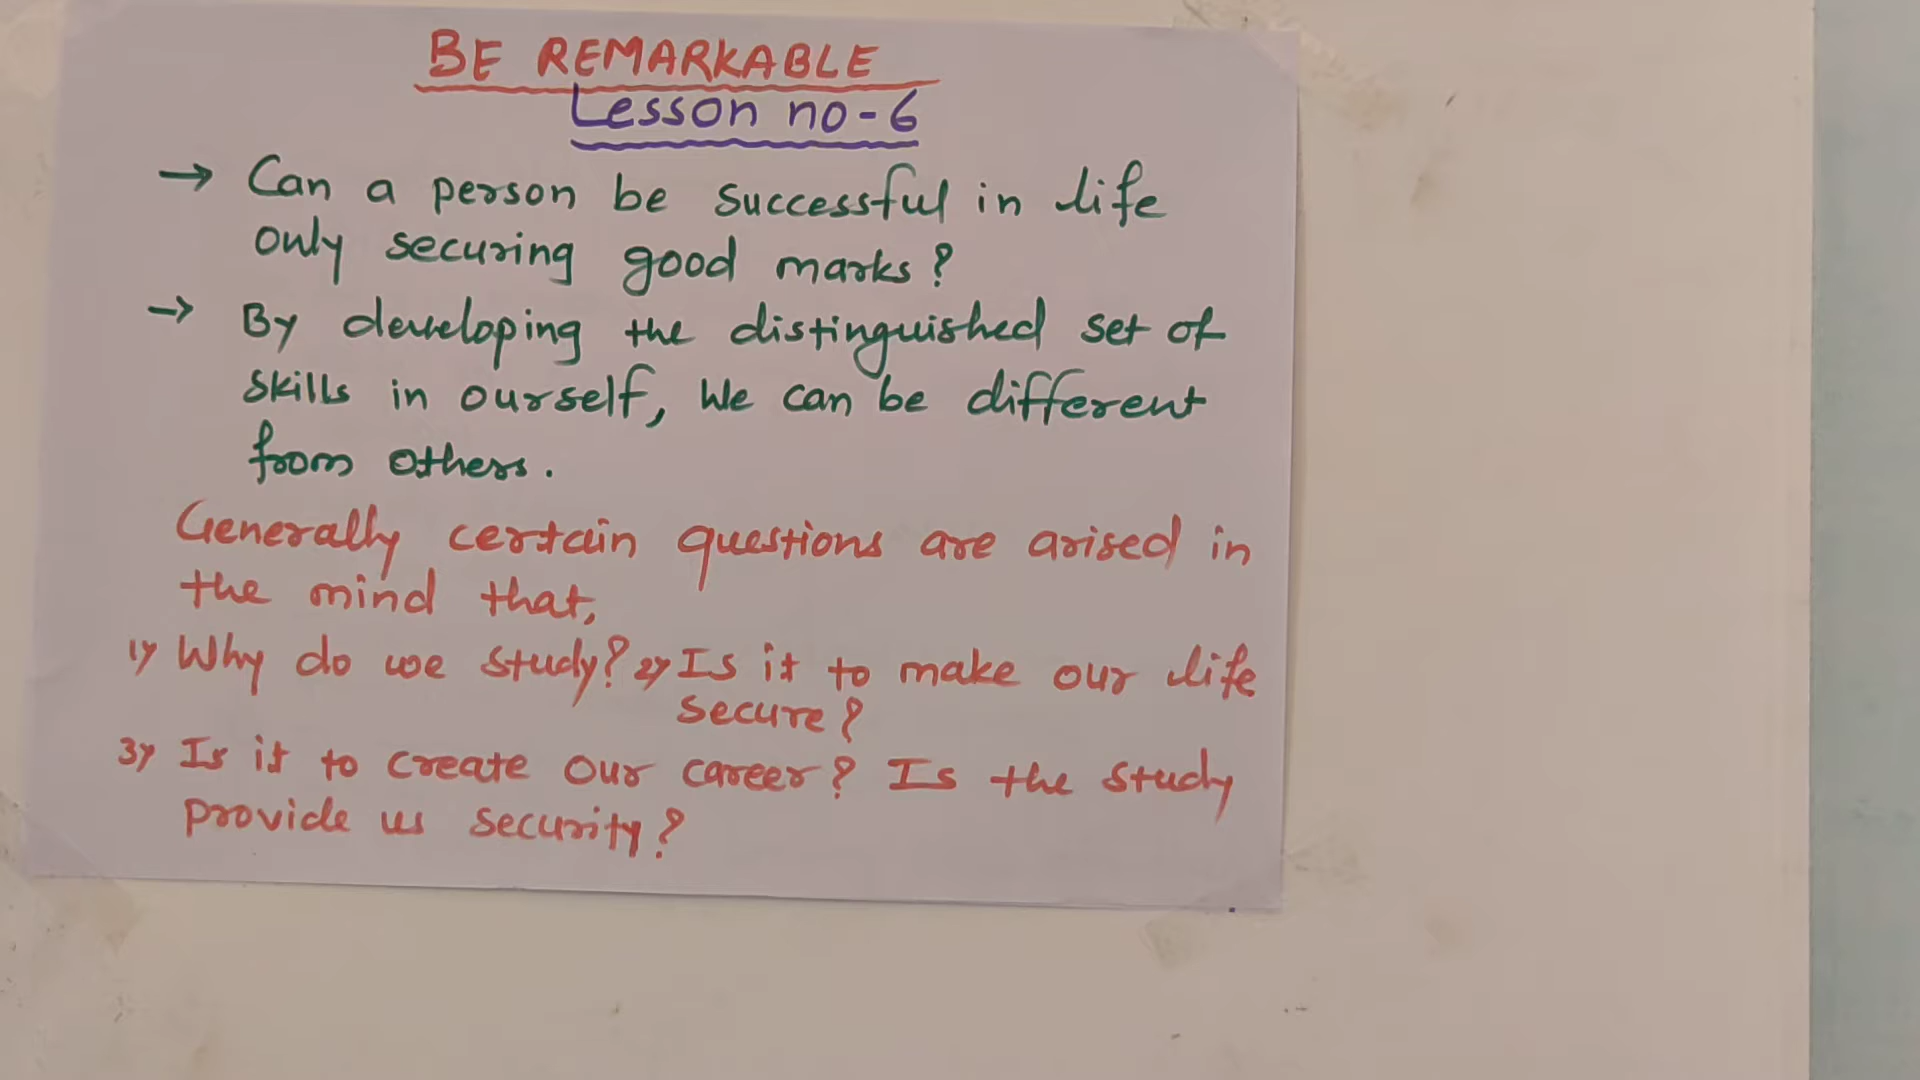 BE REMARKABLE
Lesson no-6
→ Can a person be successful in life
only securing good marks?
→ By developing the distinguished set of
skills in ourself, We can be different
from others.
Generally certain questions are arised in
the mind that,
1) Why do we study? 2) Is it to make our life
secure?
3) Is it to create our career? Is the study
provide us security?